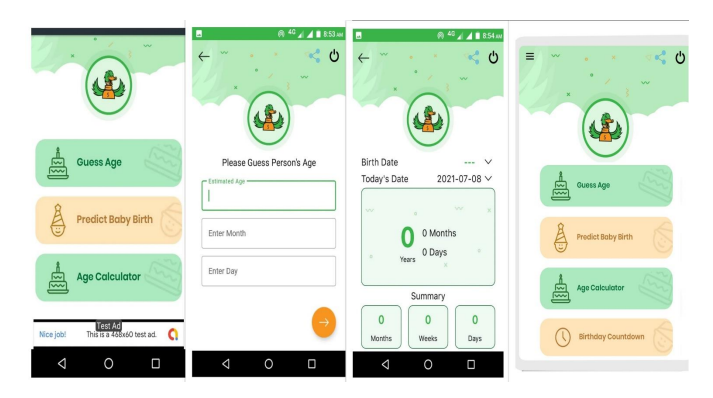 Guess Age
Predict Baby Birth
Age Calculator
Test Ad
Nice job! This is a 468x60 test ad.
4G 8:53 AM
Please Guess Person's Age
Estimated Age
Enter Month
Enter Day
4G 8:54 AM
Birth Date ---
Today's Date 2021-07-08
0 Years
0 Months
0 Days
Summary
0 0 0
Months Weeks Days
Guess Age
Predict Baby Birth
Age Calculator
Birthday Countdown